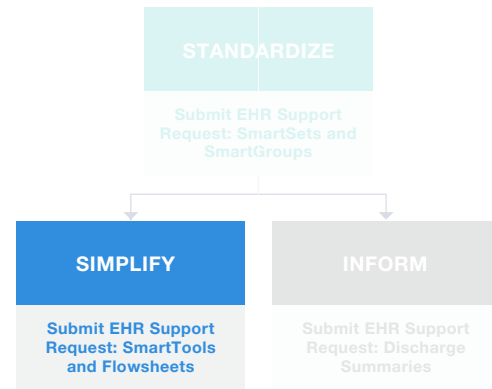 STANDARDIZE
Submit EHR Support
Request: SmartSets and
SmartGroups
SIMPLIFY
Submit EHR Support
Request: SmartTools
and Flowsheets
INFORM
Submit EHR Support
Request: Discharge
Summaries